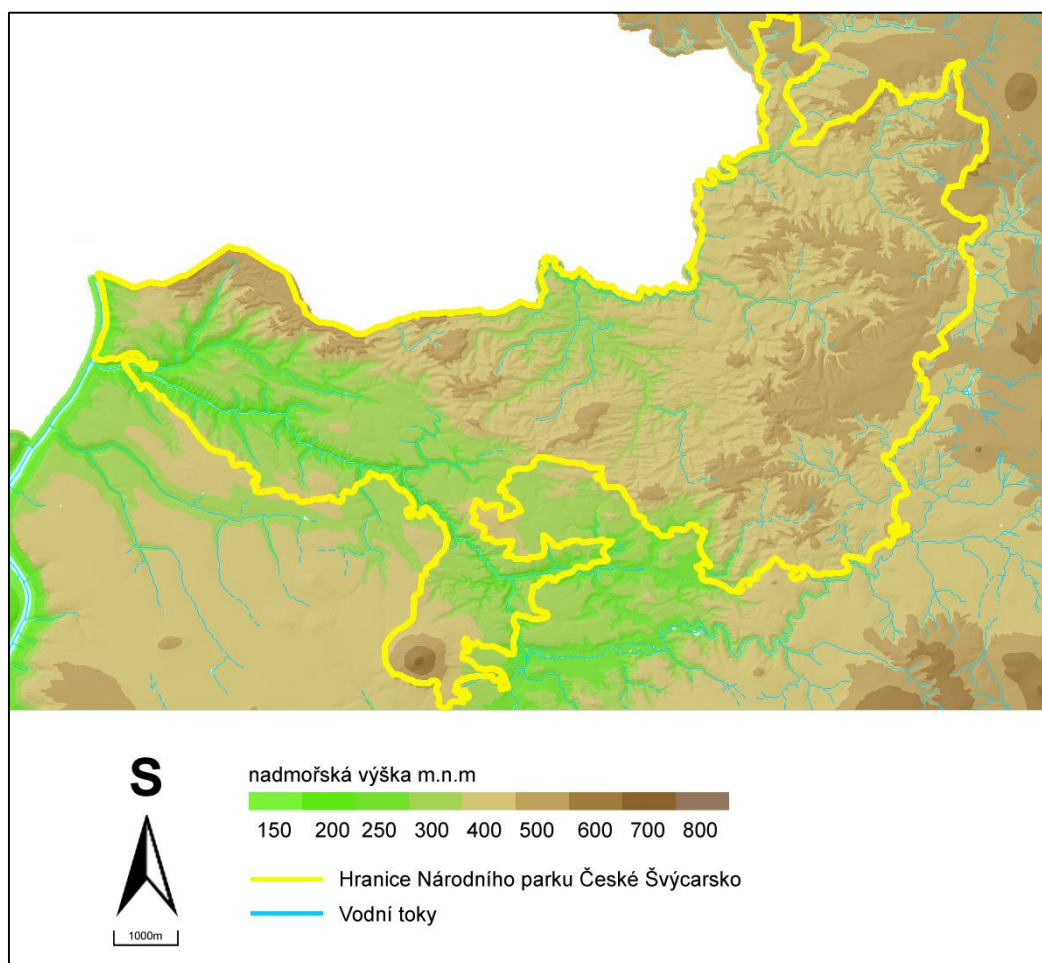 S
1000m
nadmořská výška m.n.m
150 200 250 300 400 500 600 700 800
Hranice Národního parku České Švýcarsko
Vodní toky